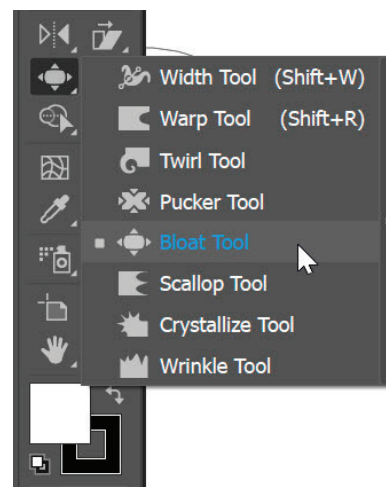 Width Tool (Shift+W)
Warp Tool (Shift+R)
Twirl Tool
Pucker Tool
Bloat Tool
Scallop Tool
Crystallize Tool
Wrinkle Tool